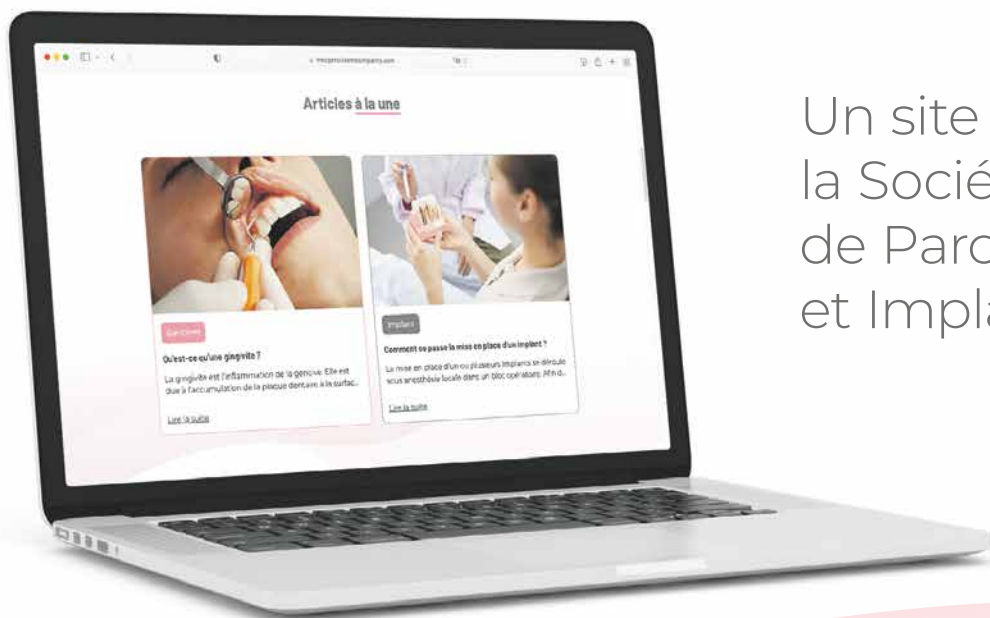 Articles à la une
Qu'est-ce qu'une gingivite ?
La gingivite est l'inflammation de la gencive. Elle est
due à l'accumulation de la plaque dentaire à la surfac...
Lire la suite
Implant
Comment se passe la mise en place d'un implant ?
La mise en place d'un ou plusieurs implants se déroule
sous anesthésie locale dans un bloc opératoire. Afin d...
Lire la suite
Un site
la Socié
de Paro
et Impla